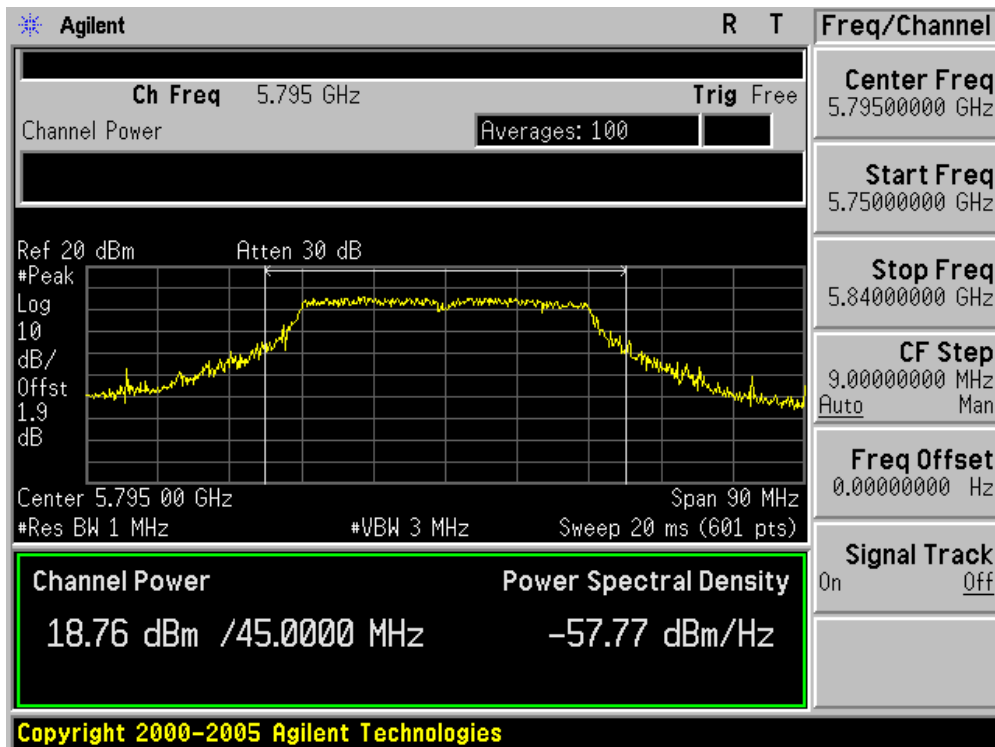 Agilent R T
Freq/Channel
Ch Freq 5.795 GHz Trig Free
Channel Power Averages: 100
Ref 20 dBm Atten 30 dB
#Peak
Log
10
dB/
Offst
1.9
dB
Center 5.795 00 GHz Span 90 MHz
#Res BW 1 MHz #VBW 3 MHz Sweep 20 ms (601 pts)
Channel Power Power Spectral Density
18.76 dBm /45.0000 MHz -57.77 dBm/Hz
Center Freq
5.79500000 GHz
Start Freq
5.75000000 GHz
Stop Freq
5.84000000 GHz
CF Step
9.00000000 MHz
Auto Man
Freq Offset
0.00000000 Hz
Signal Track
On Off
Copyright 2000-2005 Agilent Technologies